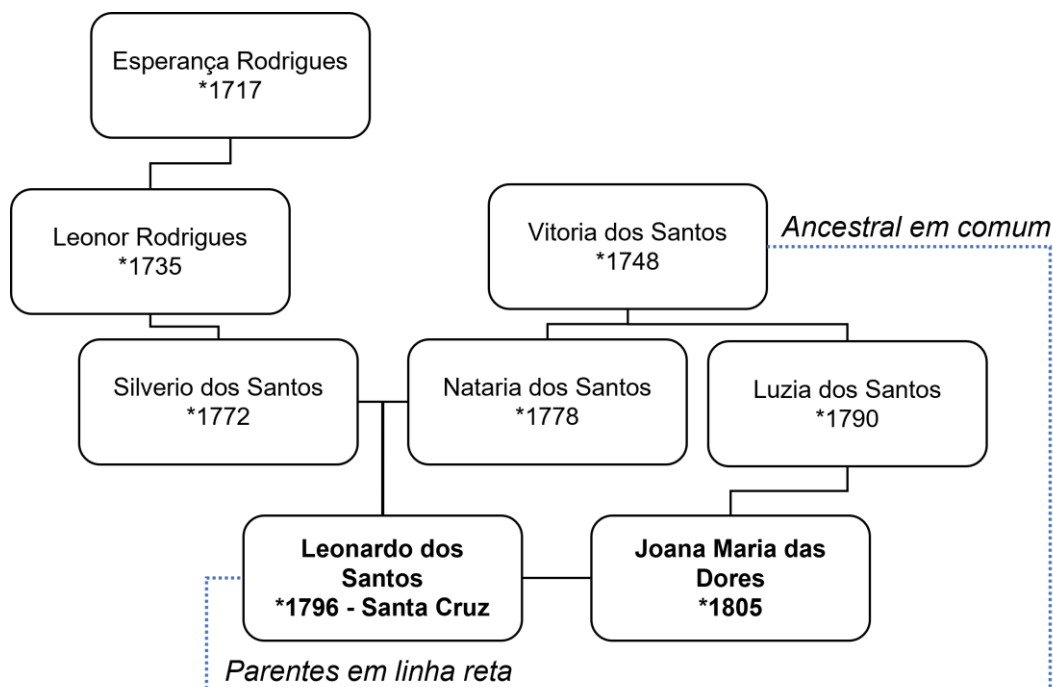 Esperança Rodrigues
*1717
Leonor Rodrigues
*1735
Vitoria dos Santos
*1748
Ancestral em comum
Silverio dos Santos
*1772
Nataria dos Santos
*1778
Luzia dos Santos
*1790
Leonardo dos
Santos
*1796 - Santa Cruz
Joana Maria das
Dores
*1805
Parentes em linha reta